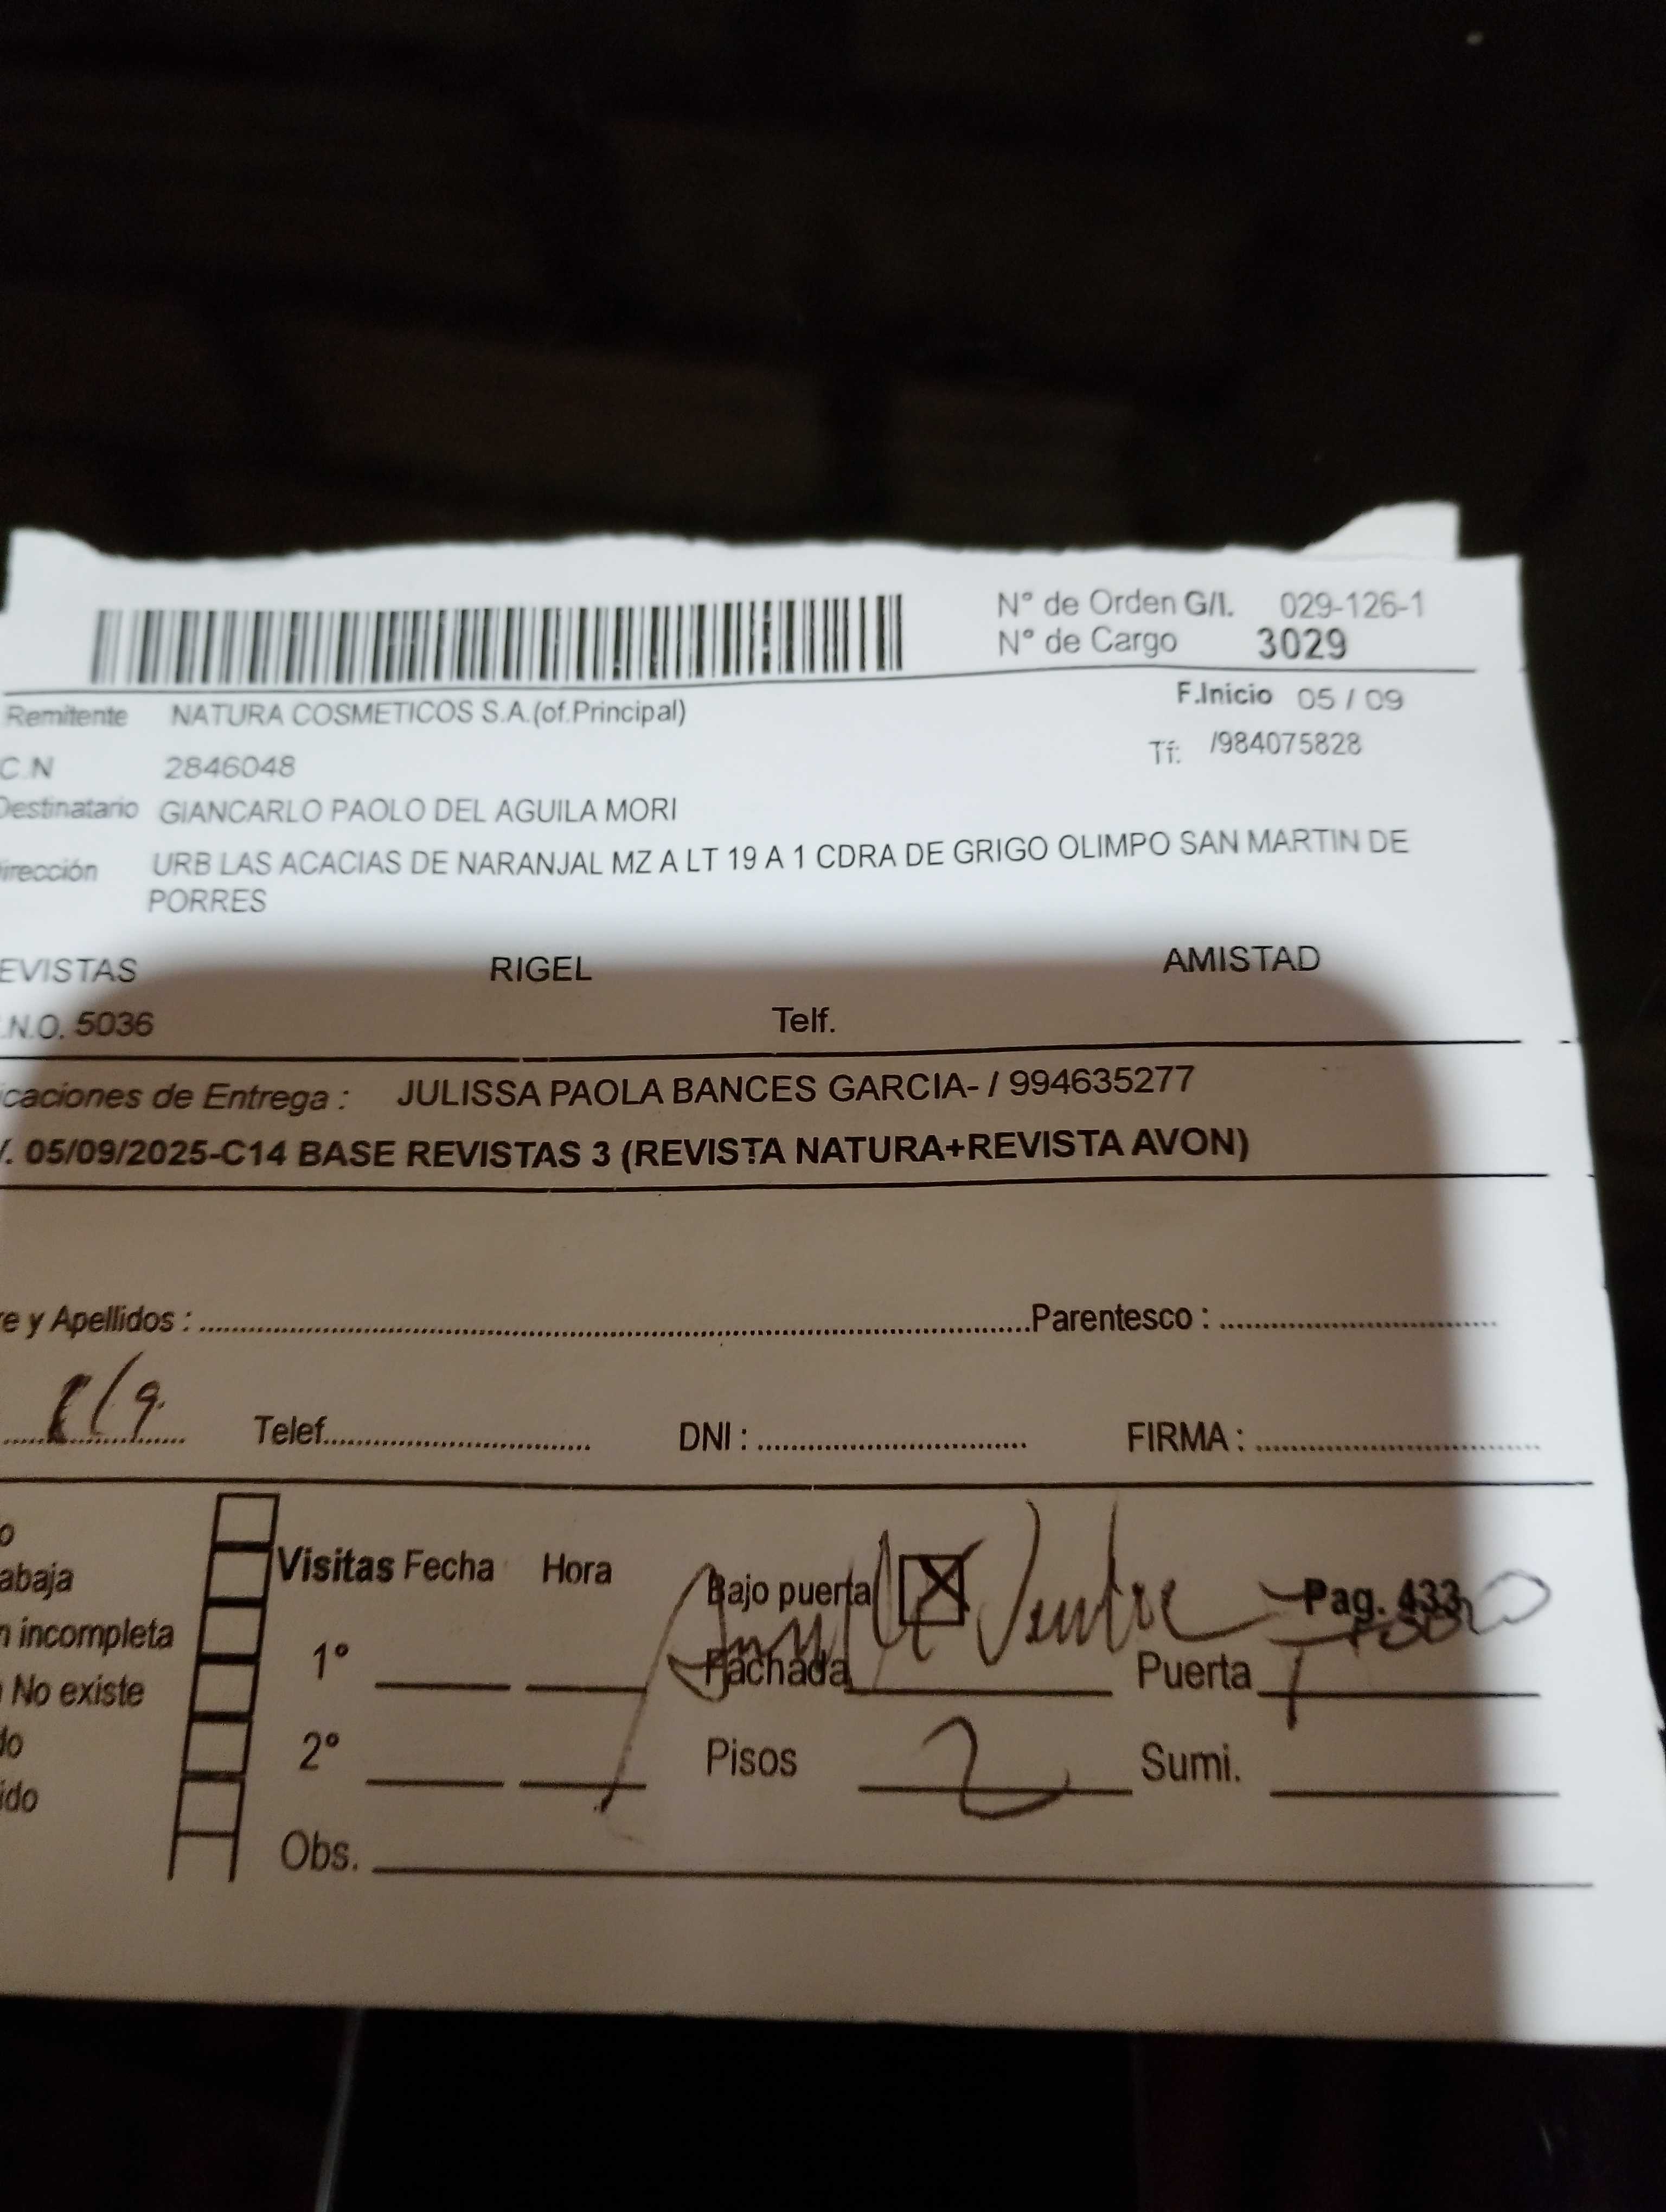 N° de Orden G/I. 029-126-1
N° de Cargo 3029
Remitente NATURA COSMETICOS S.A.(of.Principal)
F.Inicio 05 / 09
C.N 2846048
Tf: /984075828
Destinatario GIANCARLO PAOLO DEL AGUILA MORI
irección URB LAS ACACIAS DE NARANJAL MZ A LT 19 A 1 CDRA DE GRIGO OLIMPO SAN MARTIN DE
PORRES
EVISTAS RIGEL AMISTAD
.N.O. 5036 Telf.
caciones de Entrega : JULISSA PAOLA BANCES GARCIA- / 994635277
. 05/09/2025-C14 BASE REVISTAS 3 (REVISTA NATURA+REVISTA AVON)
e y Apellidos : Parentesco :
Telef. DNI : FIRMA :
o
abaja Visitas Fecha Hora Bajo puerta X Pag. 433
n incompleta
No existe 1° Fachada Puerta
do 2° Pisos 2 Sumi.
ido
Obs.